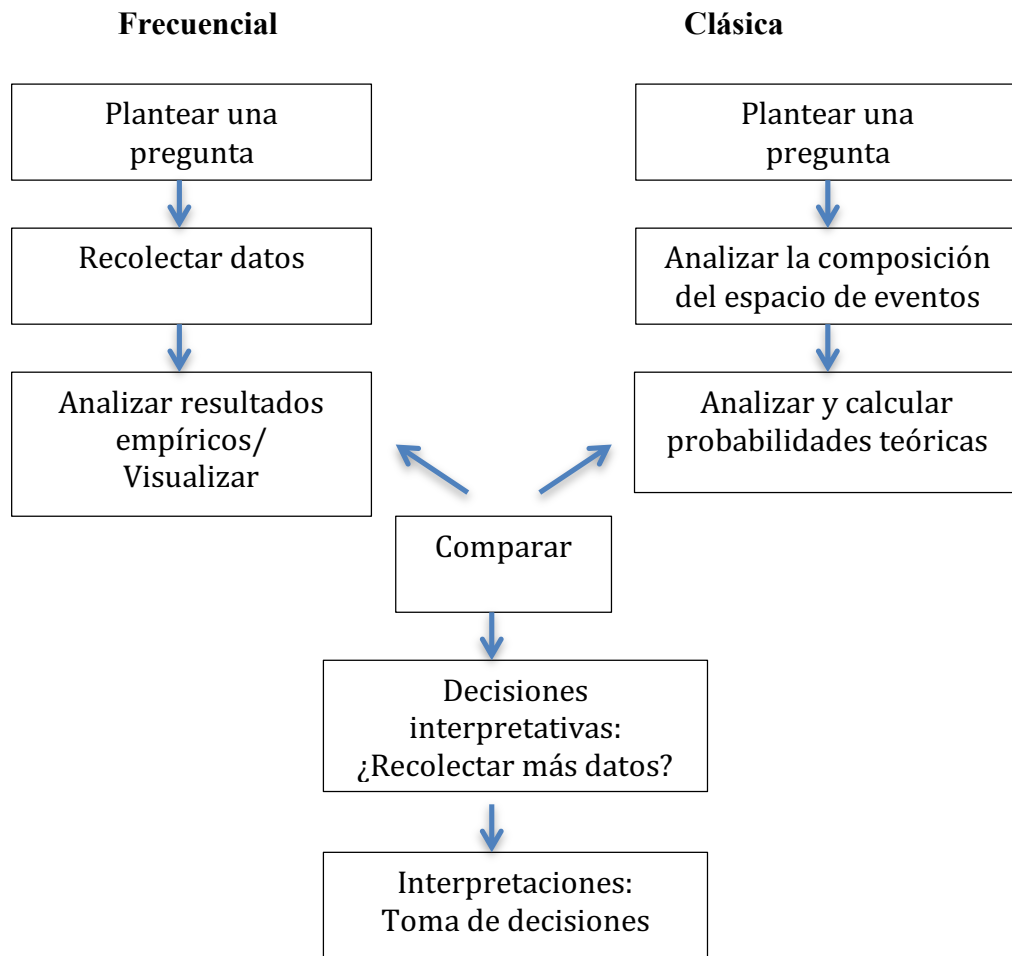 Frecuencial
Clásica
Plantear una
pregunta
Plantear una
pregunta
Recolectar datos
Analizar la composición
del espacio de eventos
Analizar resultados
empíricos/
Visualizar
Analizar y calcular
probabilidades teóricas
Comparar
Decisiones
interpretativas:
¿Recolectar más datos?
Interpretaciones:
Toma de decisiones